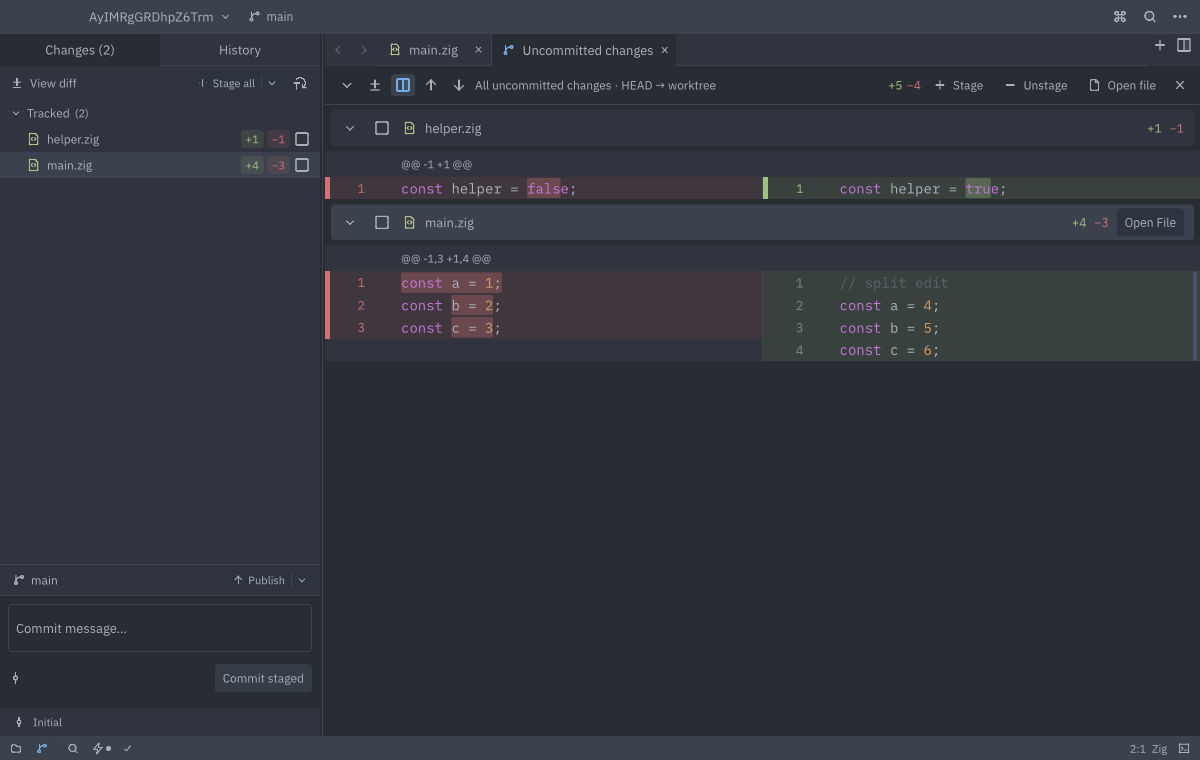 AyIMRgGRDhpZ6Trm main
Changes (2) History
main.zig Uncommitted changes
View diff Stage all
All uncommitted changes · HEAD → worktree +5 −4 Stage Unstage Open file
Tracked (2)
helper.zig +1 −1
main.zig +4 −3
helper.zig +1 −1
@@ -1 +1 @@
1 const helper = false; 1 const helper = true;
main.zig +4 −3 Open File
@@ -1,3 +1,4 @@
1 const a = 1; 1 // split edit
2 const b = 2; 2 const a = 4;
3 const c = 3; 3 const b = 5;
4 const c = 6;
main Publish
Commit message...
Commit staged
Initial
2:1 Zig